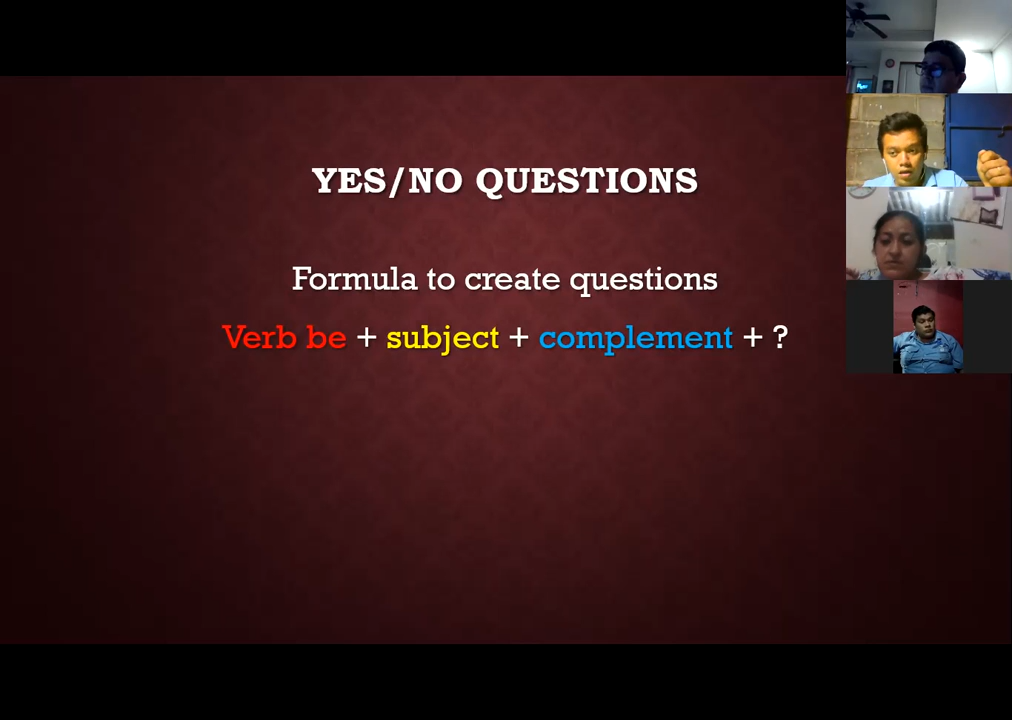 YES/NO QUESTIONS
Formula to create questions
Verb be + subject + complement + ?